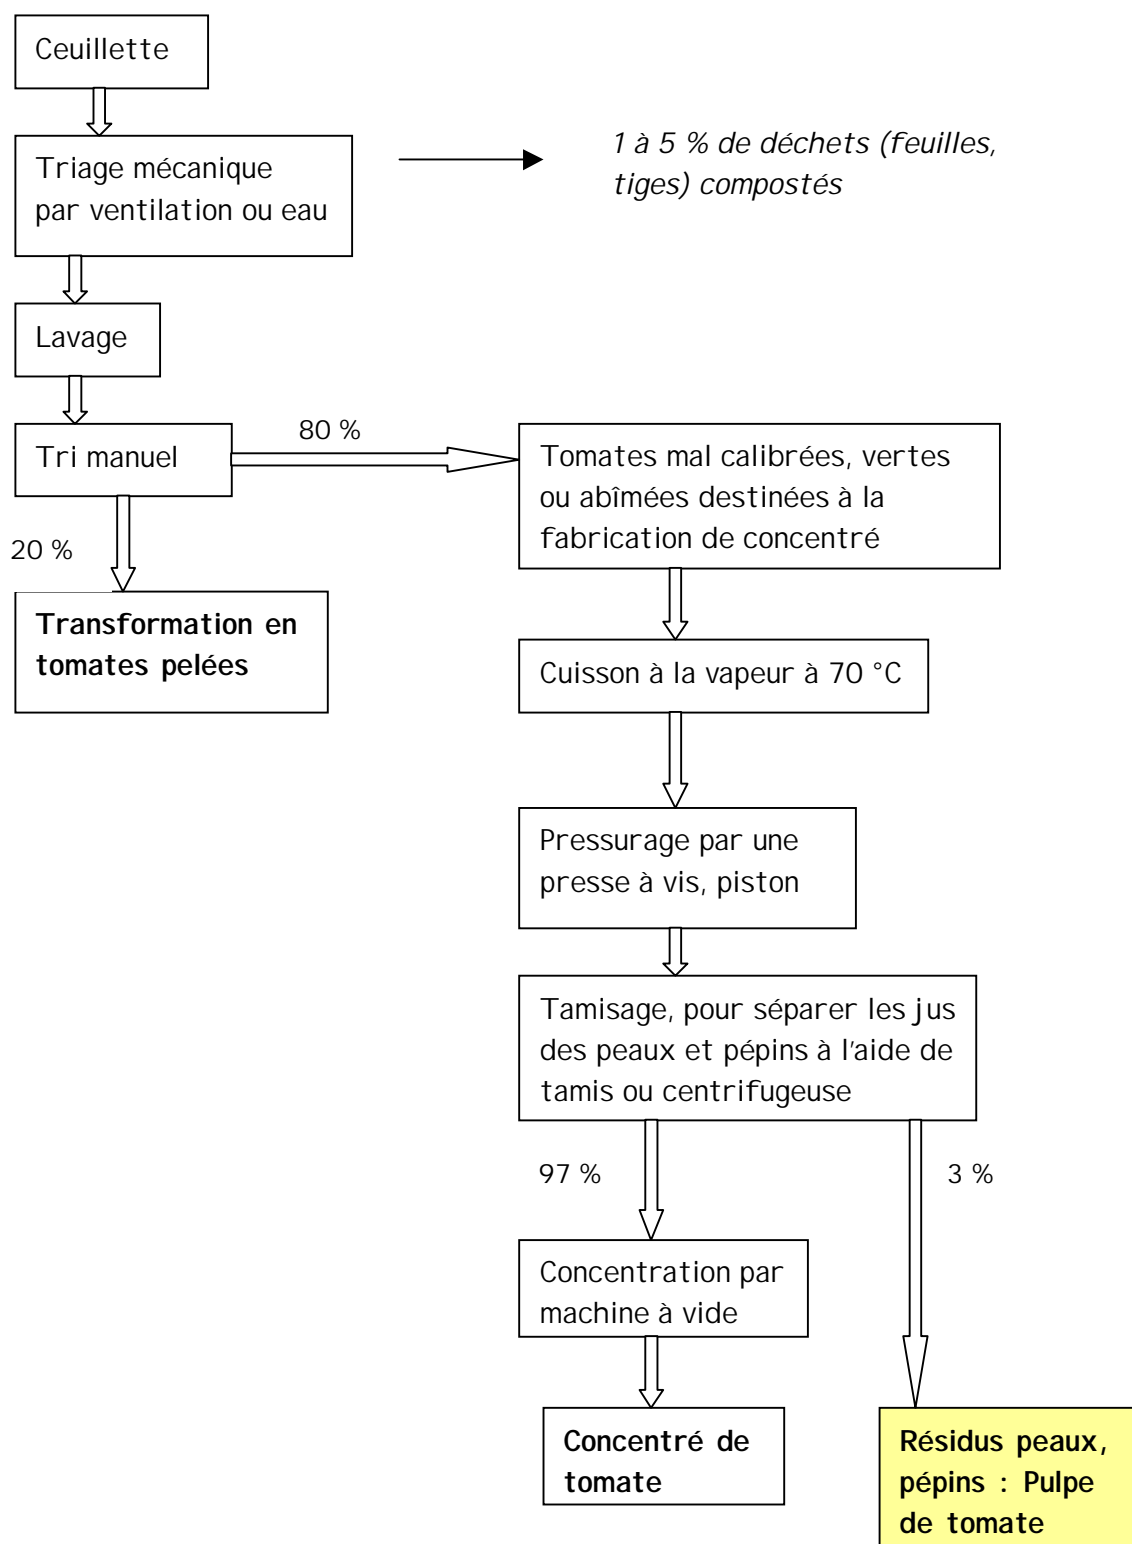 Ceuillette
Triage mécanique
par ventilation ou eau
1 à 5 % de déchets (feuilles,
tiges) compostés
Lavage
Tri manuel
80 %
Tomates mal calibrées, vertes
ou abîmées destinées à la
fabrication de concentré
20 %
Transformation en
tomates pelées
Cuisson à la vapeur à 70 °C
Pressurage par une
presse à vis, piston
Tamisage, pour séparer les jus
des peaux et pépins à l'aide de
tamis ou centrifugeuse
97 %
3 %
Concentration par
machine à vide
Concentré de
tomate
Résidus peaux,
pépins : Pulpe
de tomate